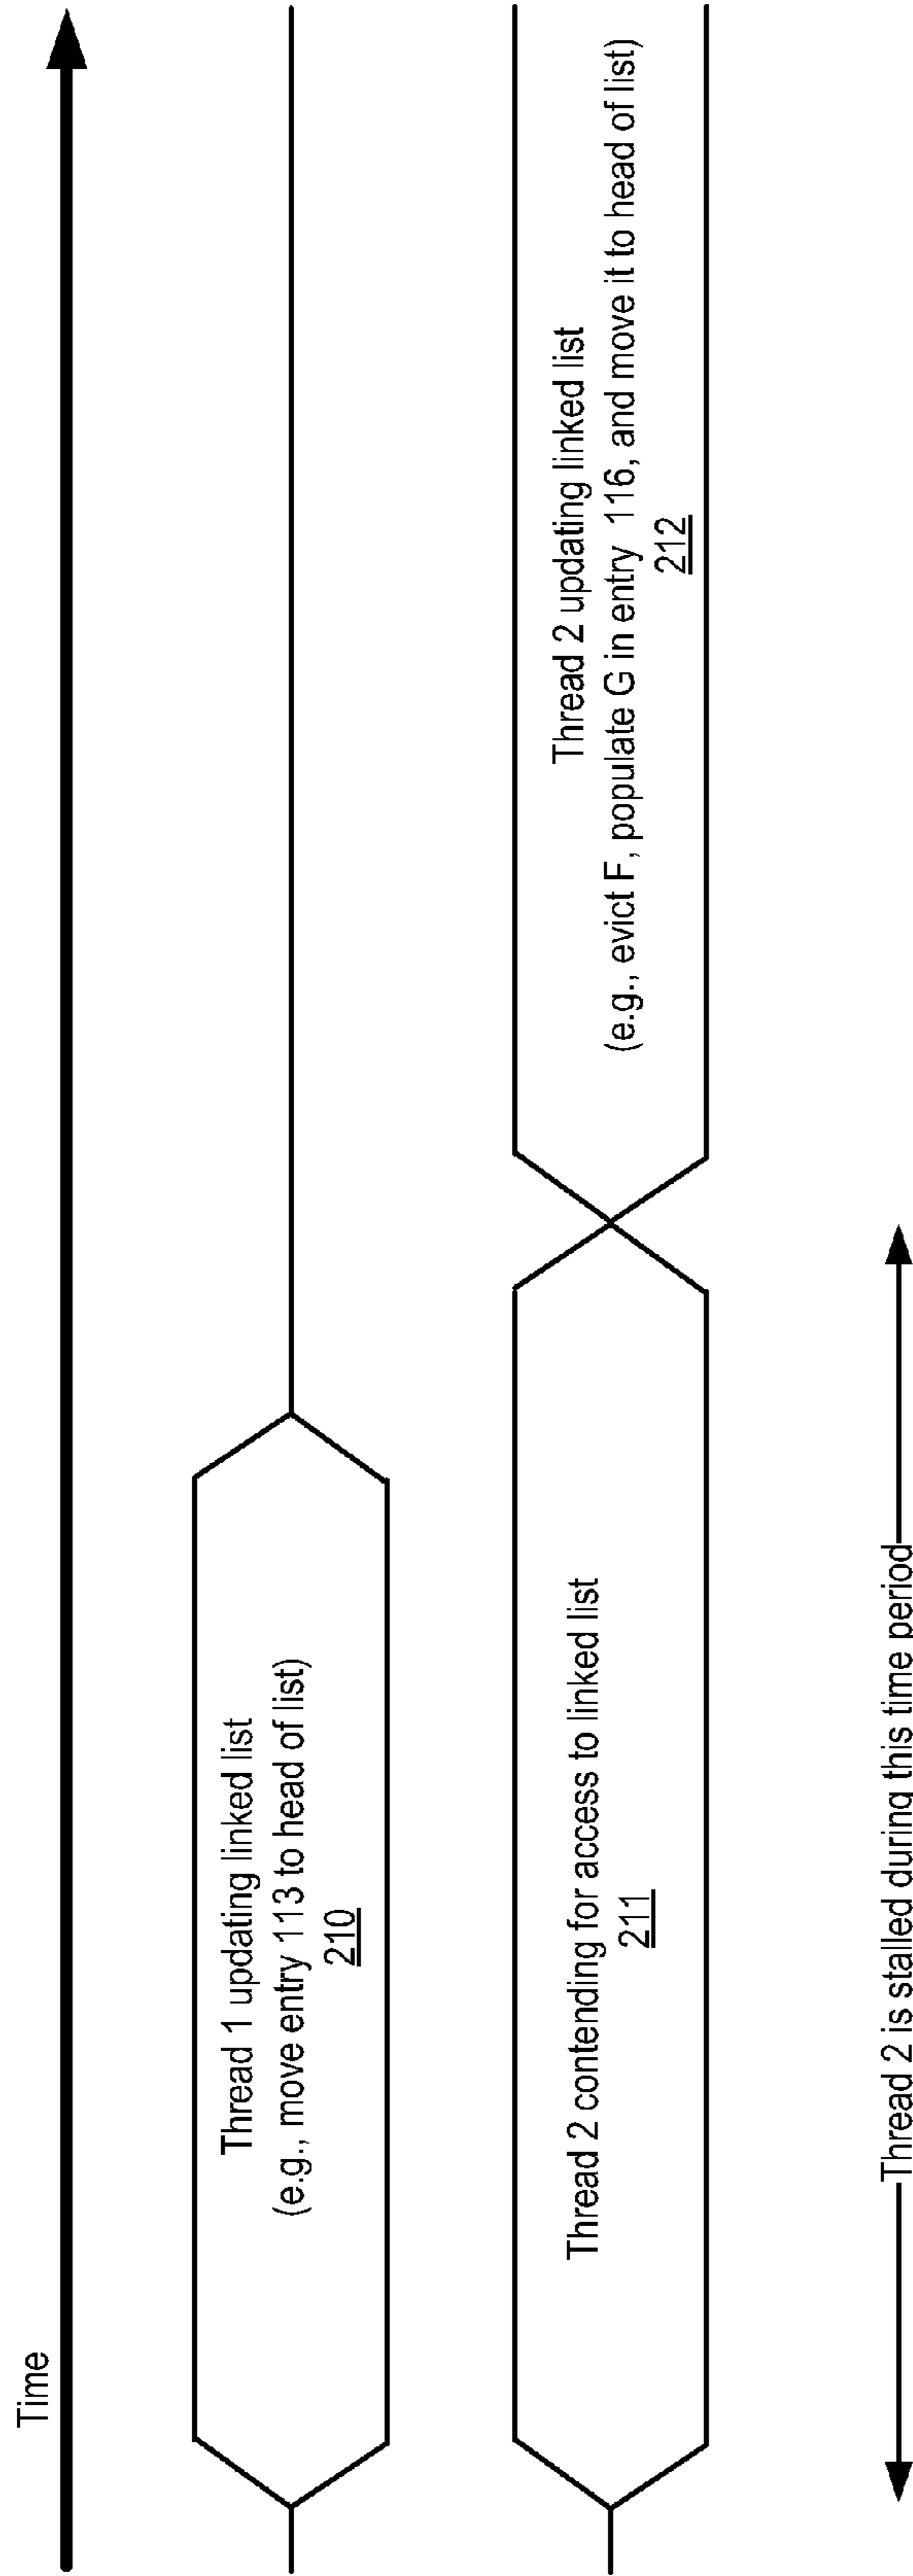 Time
Thread 1 updating linked list
(e.g., move entry 113 to head of list)
210
Thread 2 contending for access to linked list
211
Thread 2 updating linked list
(e.g., evict F, populate G in entry 116, and move it to head of list)
212
Thread 2 is stalled during this time period